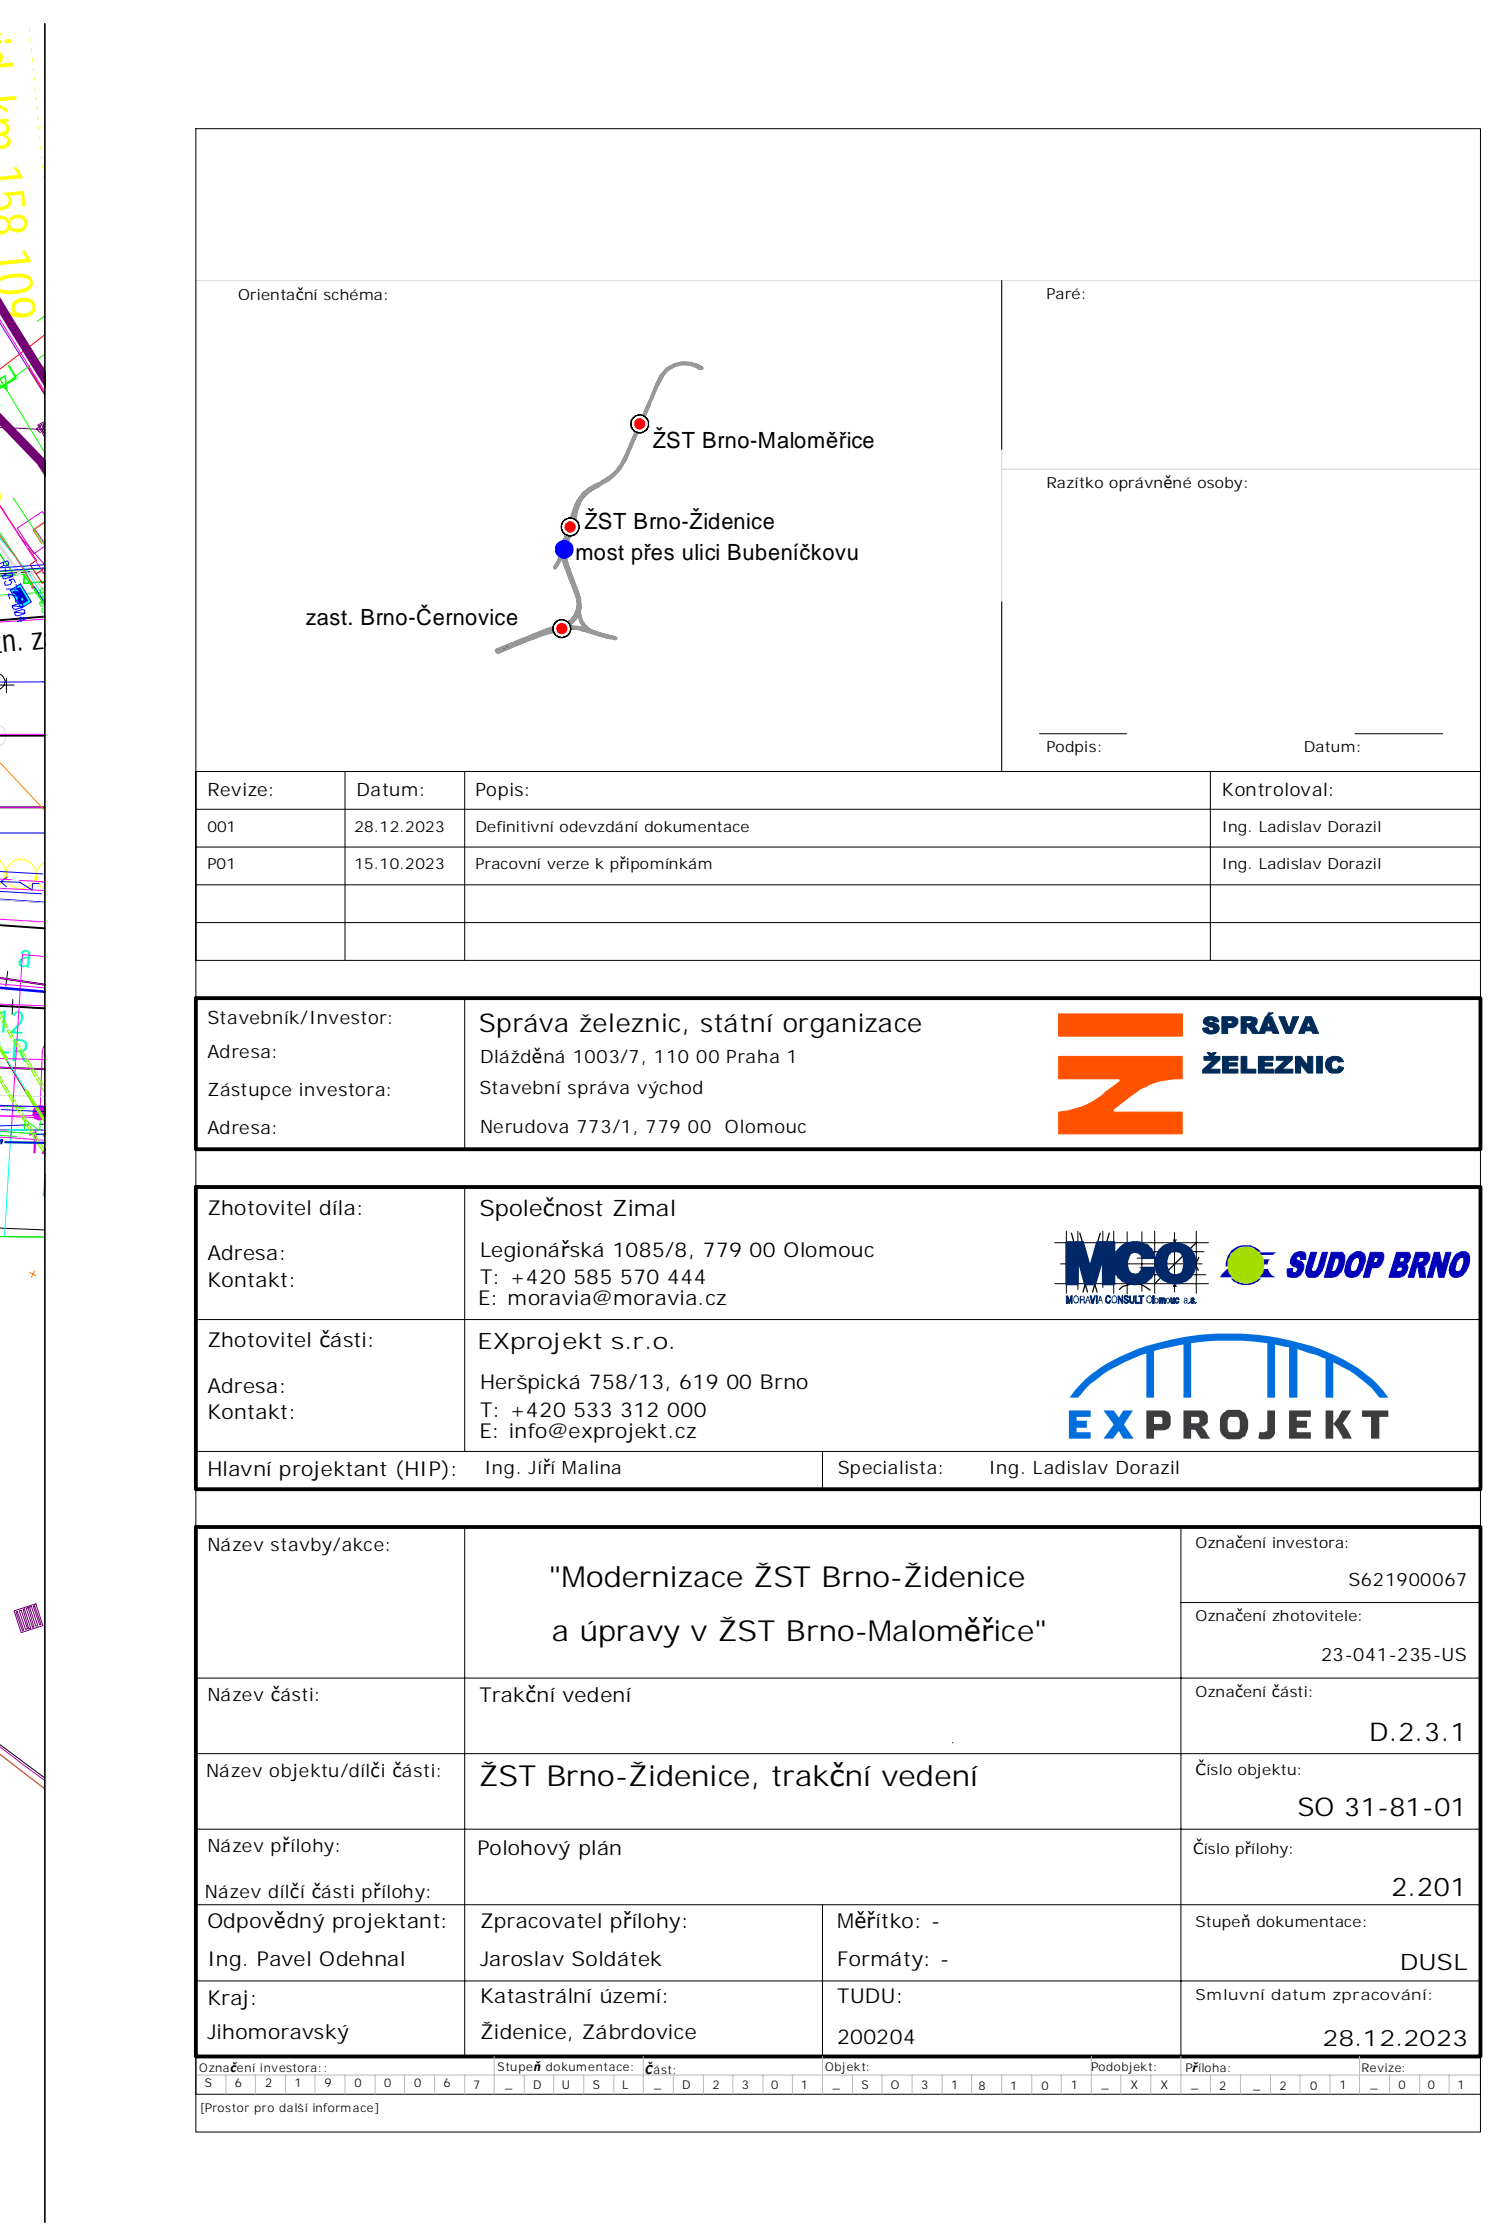 km 158 109
zn. z
a
12
Orientační schéma:
ŽST Brno-Maloměřice
ŽST Brno-Židenice
most přes ulici Bubeníčkovu
zast. Brno-Černovice
Paré:
Razítko oprávněné osoby:
Podpis: Datum:
Revize: Datum: Popis: Kontroloval:
001 28.12.2023 Definitivní odevzdání dokumentace Ing. Ladislav Dorazil
P01 15.10.2023 Pracovní verze k připomínkám Ing. Ladislav Dorazil
Stavebník/Investor: Správa železnic, státní organizace
Adresa: Dlážděná 1003/7, 110 00 Praha 1
Zástupce investora: Stavební správa východ
Adresa: Nerudova 773/1, 779 00 Olomouc
SPRÁVA
ŽELEZNIC
Zhotovitel díla: Společnost Zimal
Adresa: Legionářská 1085/8, 779 00 Olomouc
Kontakt: T: +420 585 570 444
E: moravia@moravia.cz
MCO
MORAVIA CONSULT Olomouc a.s.
SUDOP BRNO
Zhotovitel části: EXprojekt s.r.o.
Adresa: Heršpická 758/13, 619 00 Brno
Kontakt: T: +420 533 312 000
E: info@exprojekt.cz
EXPROJEKT
Hlavní projektant (HIP): Ing. Jiří Malina Specialista: Ing. Ladislav Dorazil
Název stavby/akce:
"Modernizace ŽST Brno-Židenice
a úpravy v ŽST Brno-Maloměřice"
Označení investora:
S621900067
Označení zhotovitele:
23-041-235-US
Název části: Trakční vedení
Označení části:
D.2.3.1
Název objektu/dílči části: ŽST Brno-Židenice, trakční vedení
Číslo objektu:
SO 31-81-01
Název přílohy: Polohový plán
Číslo přílohy:
2.201
Název dílčí části přílohy:
Odpovědný projektant: Zpracovatel přílohy: Měřítko: - Stupeň dokumentace:
Ing. Pavel Odehnal Jaroslav Soldátek Formáty: - DUSL
Kraj: Katastrální území: TUDU: Smluvní datum zpracování:
Jihomoravský Židenice, Zábrdovice 200204 28.12.2023
Označení investora:: Stupeň dokumentace: Část: Objekt: Podobjekt: Příloha: Revize:
S 6 2 1 9 0 0 0 6 7 _ D U S L _ D 2 3 0 1 _ S O 3 1 8 1 0 1 _ X X _ 2 _ 2 0 1 _ 0 0 1
[Prostor pro další informace]